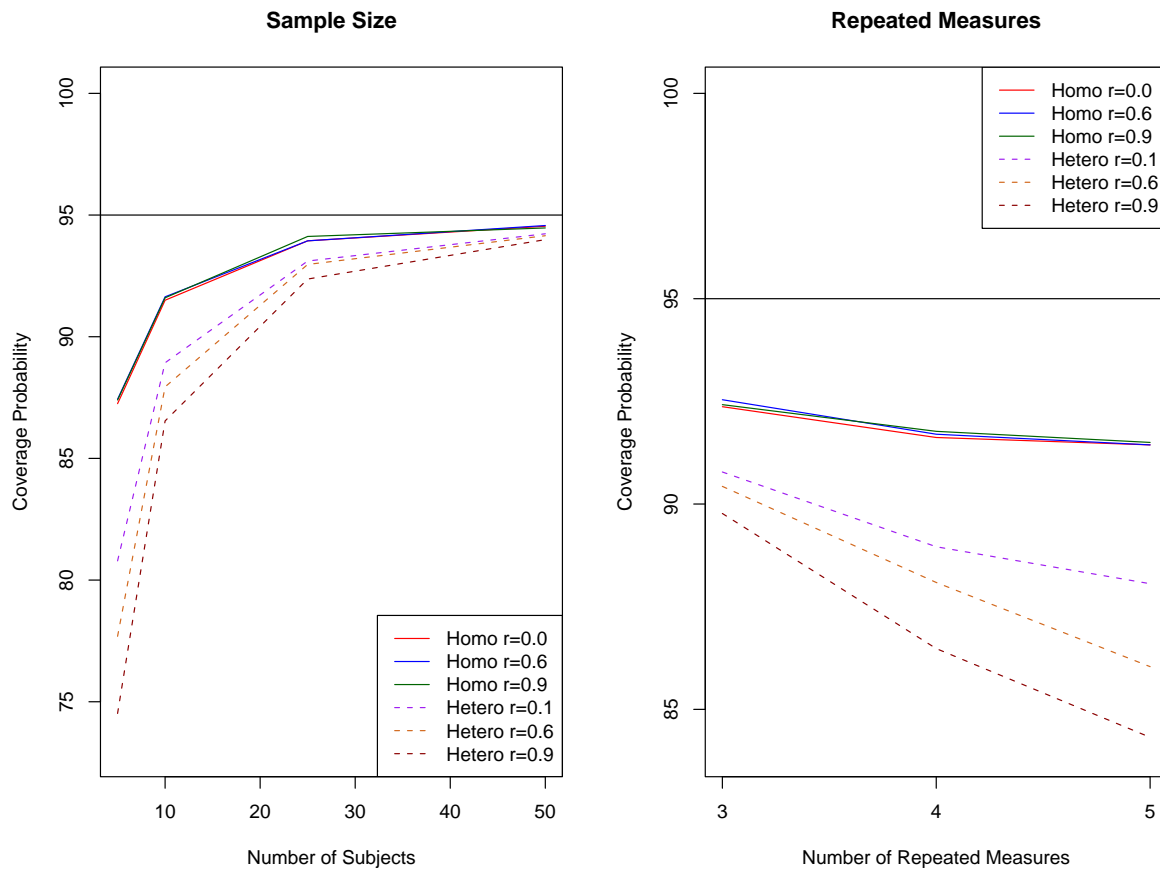 Sample Size
Coverage Probability
100
95
90
85
80
75
10
20
30
40
50
Number of Subjects
Homo r=0.0
Homo r=0.6
Homo r=0.9
Hetero r=0.1
Hetero r=0.6
Hetero r=0.9
Repeated Measures
Coverage Probability
100
95
90
85
3
4
5
Number of Repeated Measures
Homo r=0.0
Homo r=0.6
Homo r=0.9
Hetero r=0.1
Hetero r=0.6
Hetero r=0.9